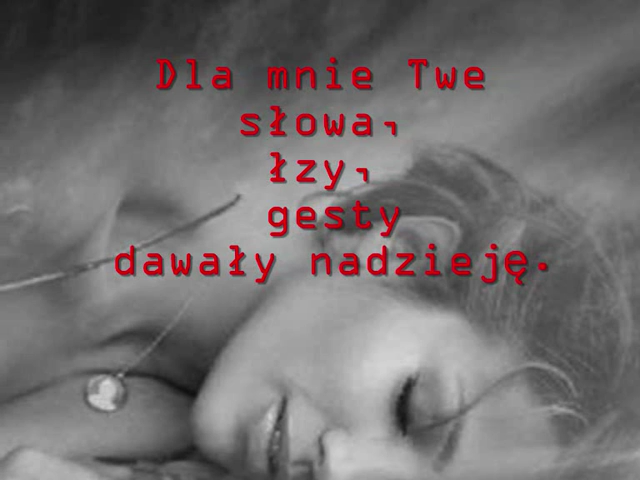 Dla mnie Twe
słowa,
łzy,
gesty
dawały nadzieję.